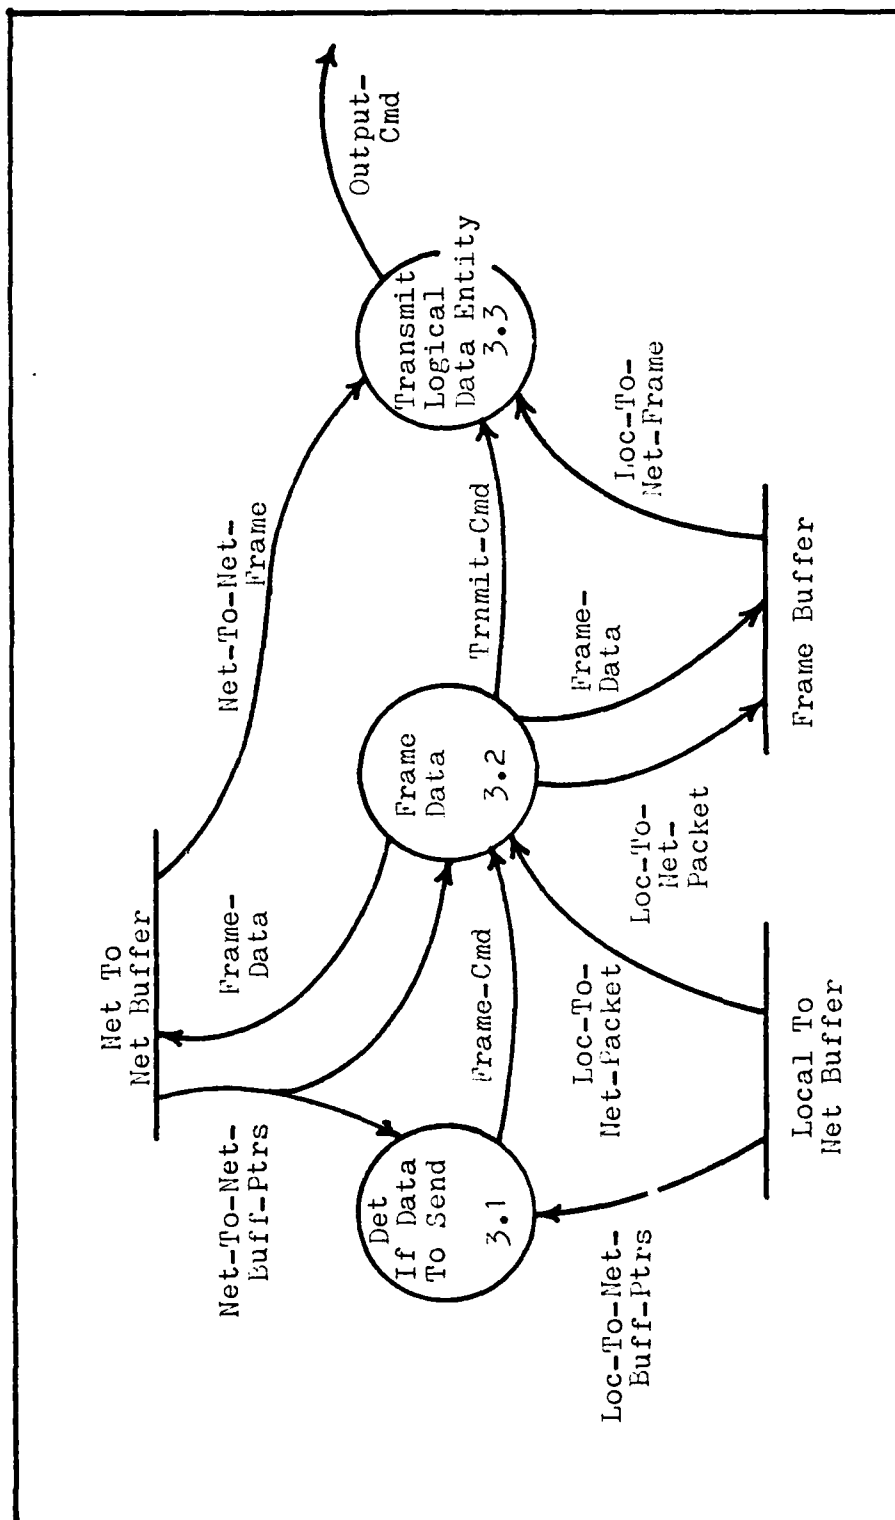 Net To
Net Buffer
Net-To-Net-
Buff-Ptrs
Frame-
Data
Net-To-Net-
Frame
Output-
Cmd
Det
If Data
To Send
3.1
Frame-Cmd
Frame
Data
3.2
Trnmit-Cmd
Transmit
Logical
Data Entity
3.3
Loc-To-Net-
Buff-Ptrs
Loc-To-
Net-Packet
Loc-To-
Net-
Packet
Frame-
Data
Loc-To-
Net-Frame
Local To
Net Buffer
Frame Buffer